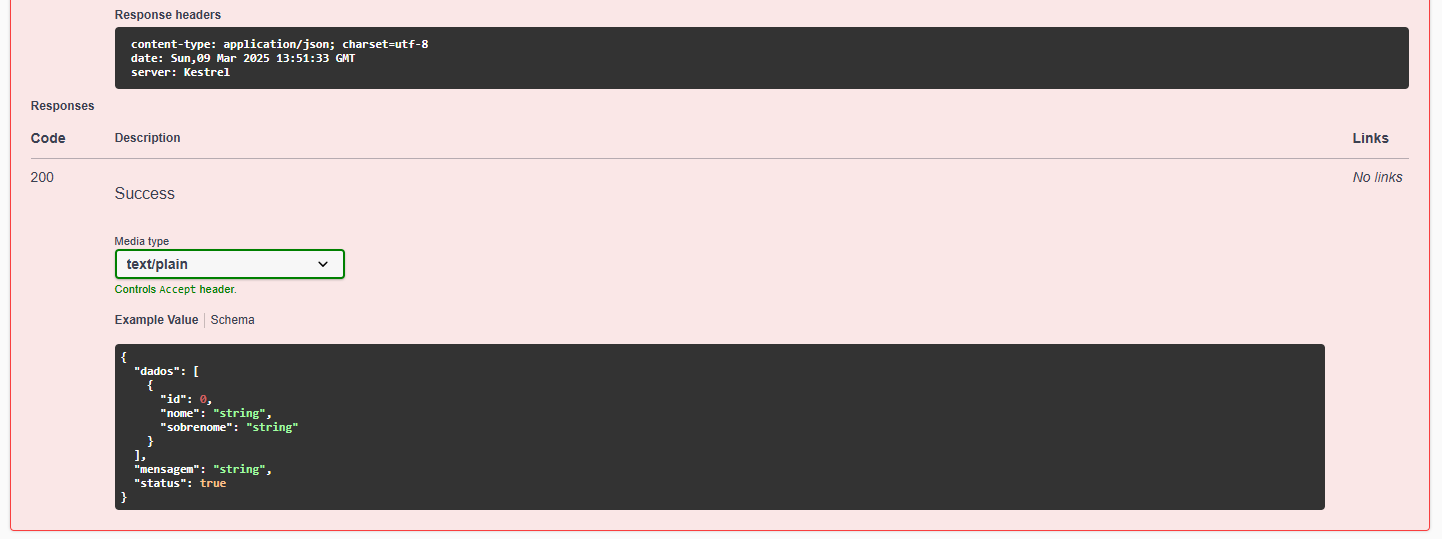 Response headers
content-type: application/json; charset=utf-8
date: Sun,09 Mar 2025 13:51:33 GMT
server: Kestrel
Responses
Code Description Links
200 Success No links
Media type
text/plain
Controls Accept header.
Example Value Schema
{
  "dados": [
    {
      "id": 0,
      "nome": "string",
      "sobrenome": "string"
    }
  ],
  "mensagem": "string",
  "status": true
}